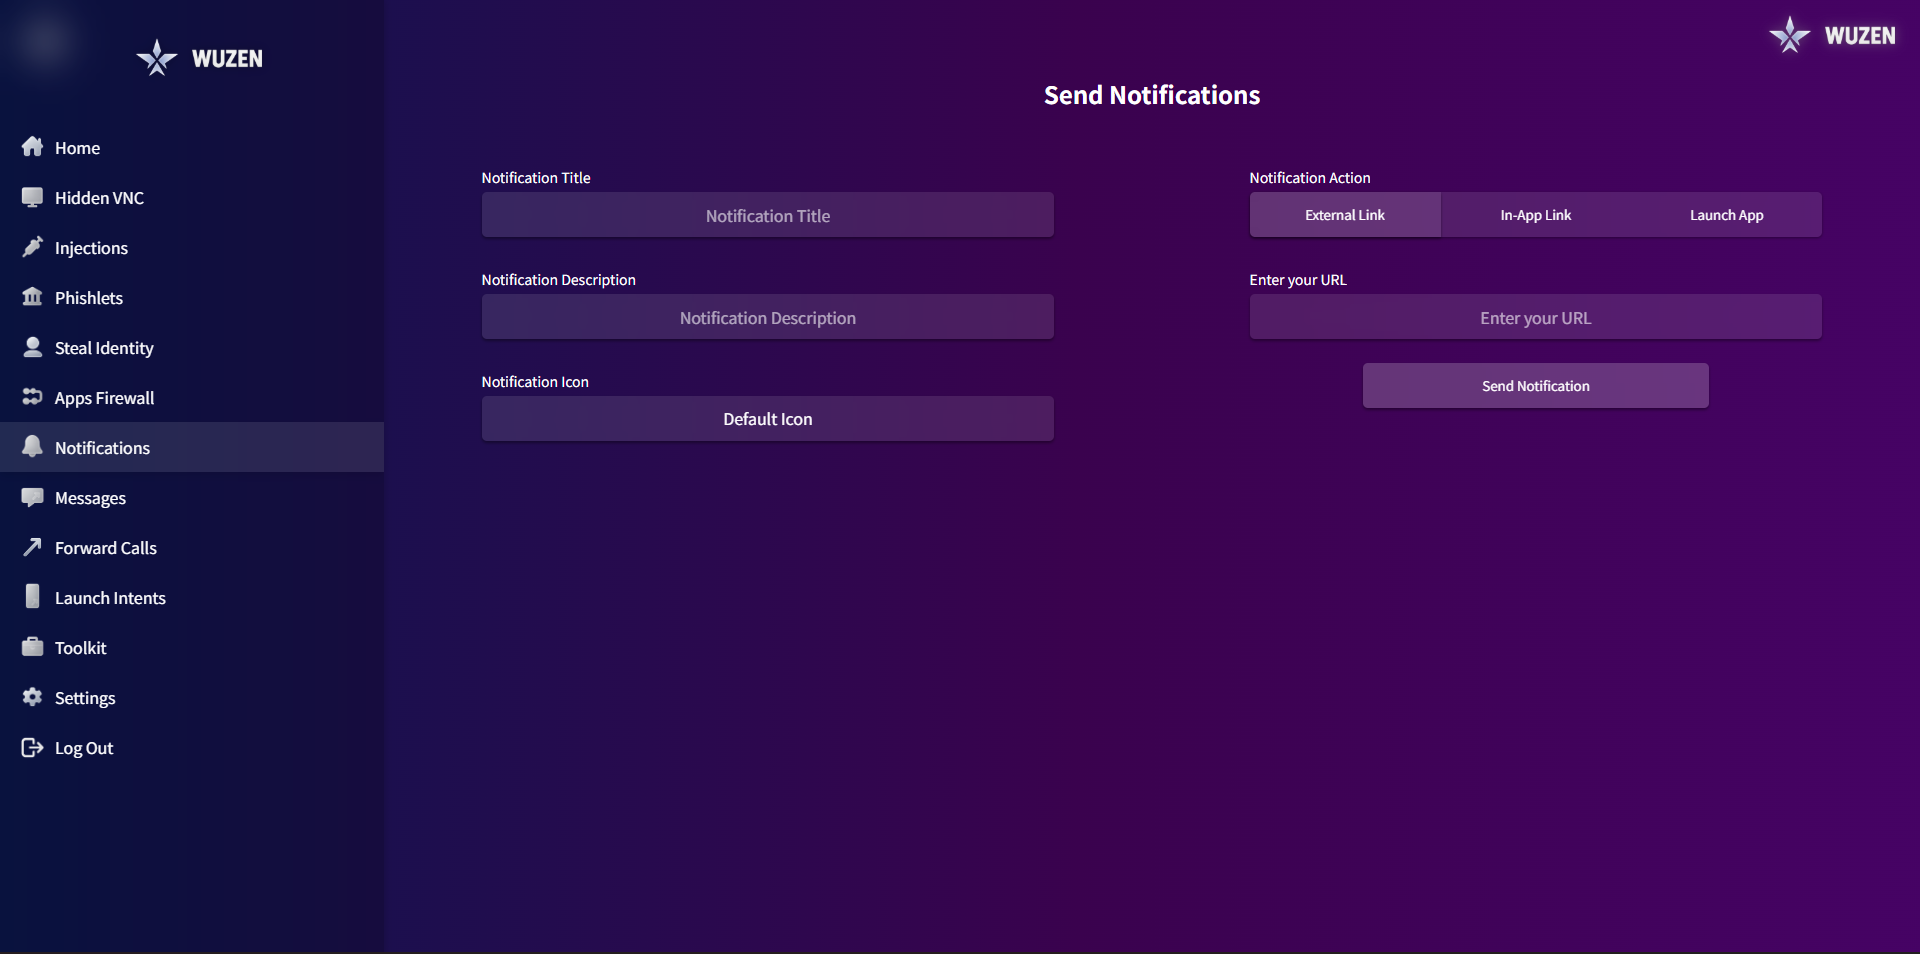 WUZEN
Home
Hidden VNC
Injections
Phishlets
Steal Identity
Apps Firewall
Notifications
Messages
Forward Calls
Launch Intents
Toolkit
Settings
Log Out
WUZEN
Send Notifications
Notification Title
Notification Title
Notification Description
Notification Description
Notification Icon
Default Icon
Notification Action
External Link In-App Link Launch App
Enter your URL
Enter your URL
Send Notification